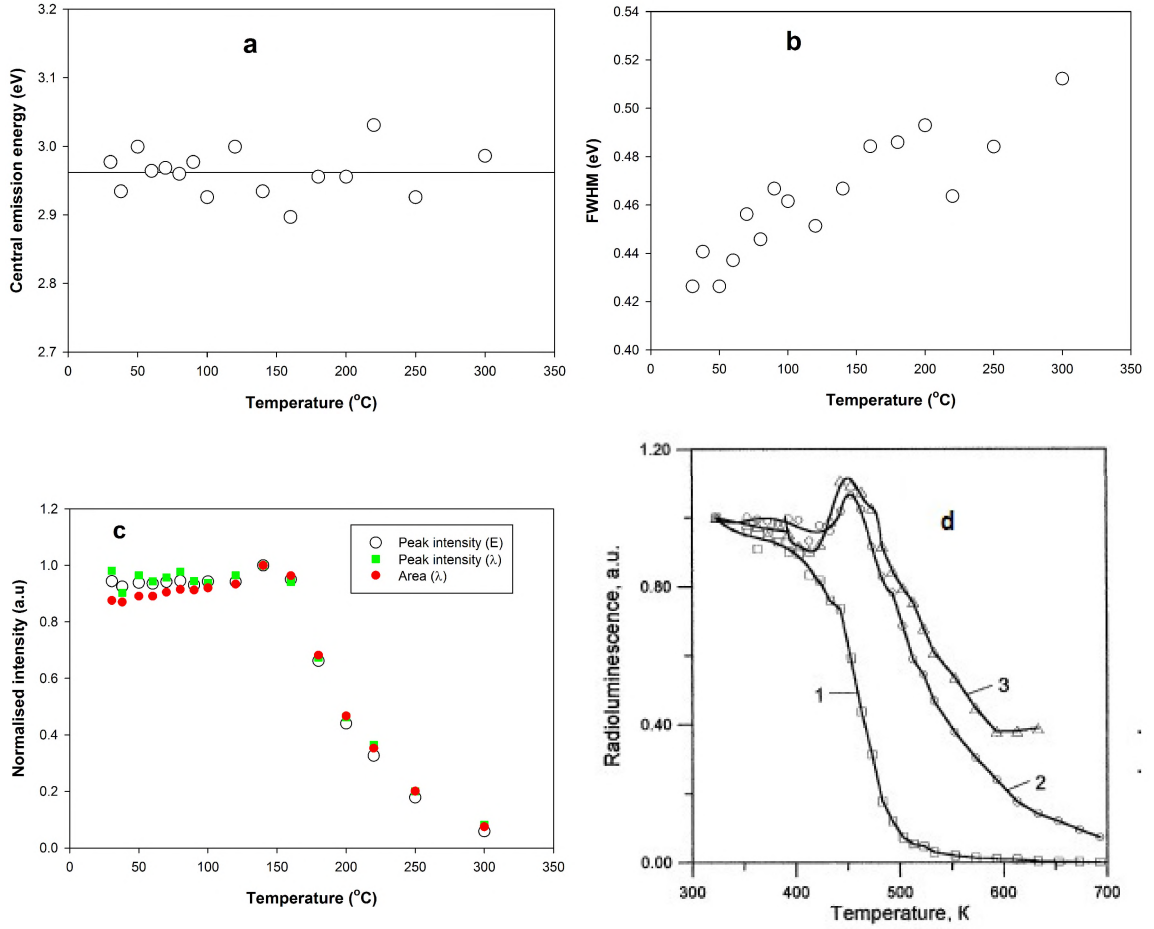 a
3.2
3.1
3.0
2.9
2.8
2.7
Central emission energy (eV)
0 50 100 150 200 250 300 350
Temperature (°C)
b
0.54
0.52
0.50
0.48
0.46
0.44
0.42
0.40
FWHM (eV)
0 50 100 150 200 250 300 350
Temperature (°C)
c
1.2
1.0
0.8
0.6
0.4
0.2
0.0
Normalised intensity (a.u)
Peak intensity (E)
Peak intensity (λ)
Area (λ)
0 50 100 150 200 250 300 350
Temperature (°C)
d
1.20
0.80
0.40
0.00
Radioluminescence, a.u.
1
3
2
300 400 500 600 700
Temperature, K